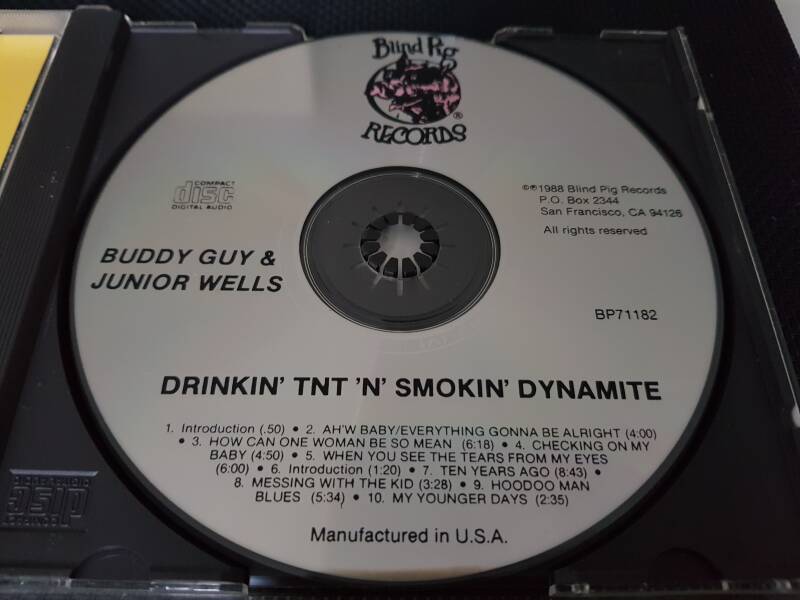 Blind Pig
RECORDS
®
COMPACT
disc
DIGITAL AUDIO
©℗1988 Blind Pig Records
P.O. Box 2344
San Francisco, CA 94126
All rights reserved
BUDDY GUY &
JUNIOR WELLS
BP71182
DRINKIN' TNT 'N' SMOKIN' DYNAMITE
1. Introduction (.50) • 2. AH'W BABY/EVERYTHING GONNA BE ALRIGHT (4:00)
• 3. HOW CAN ONE WOMAN BE SO MEAN (6:18) • 4. CHECKING ON MY
BABY (4:50) • 5. WHEN YOU SEE THE TEARS FROM MY EYES
(6:00) • 6. Introduction (1:20) • 7. TEN YEARS AGO (8:43) •
8. MESSING WITH THE KID (3:28) • 9. HOODOO MAN
BLUES (5:34) • 10. MY YOUNGER DAYS (2:35)
Manufactured in U.S.A.